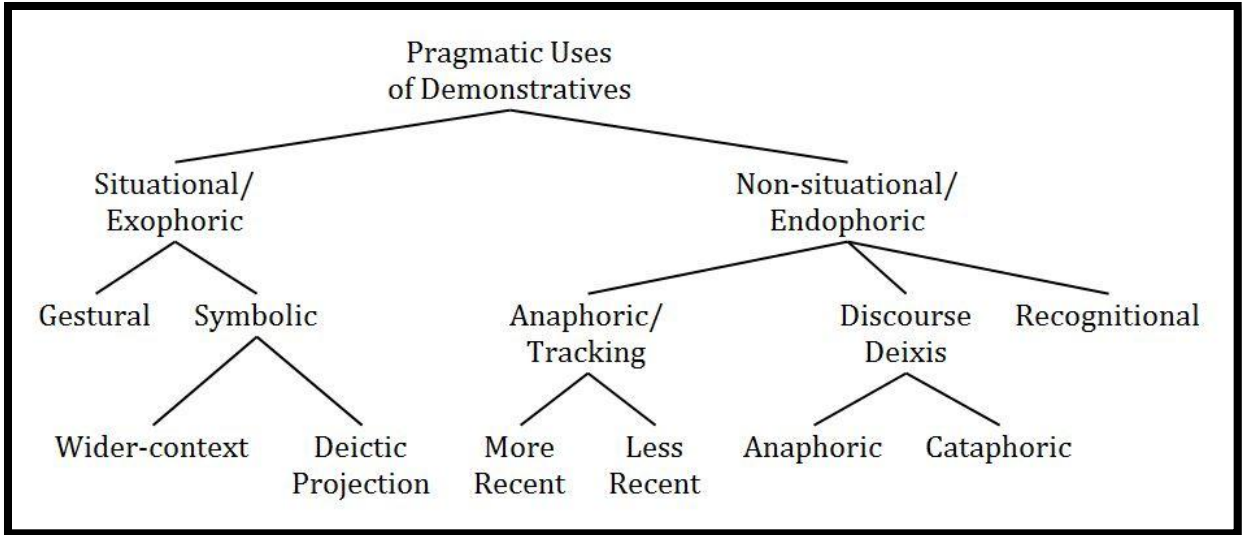 Pragmatic Uses
of Demonstratives
Situational/
Exophoric
Non-situational/
Endophoric
Gestural
Symbolic
Anaphoric/
Tracking
Discourse
Deixis
Recognitional
Wider-context
Deictic
Projection
More
Recent
Less
Recent
Anaphoric
Cataphoric